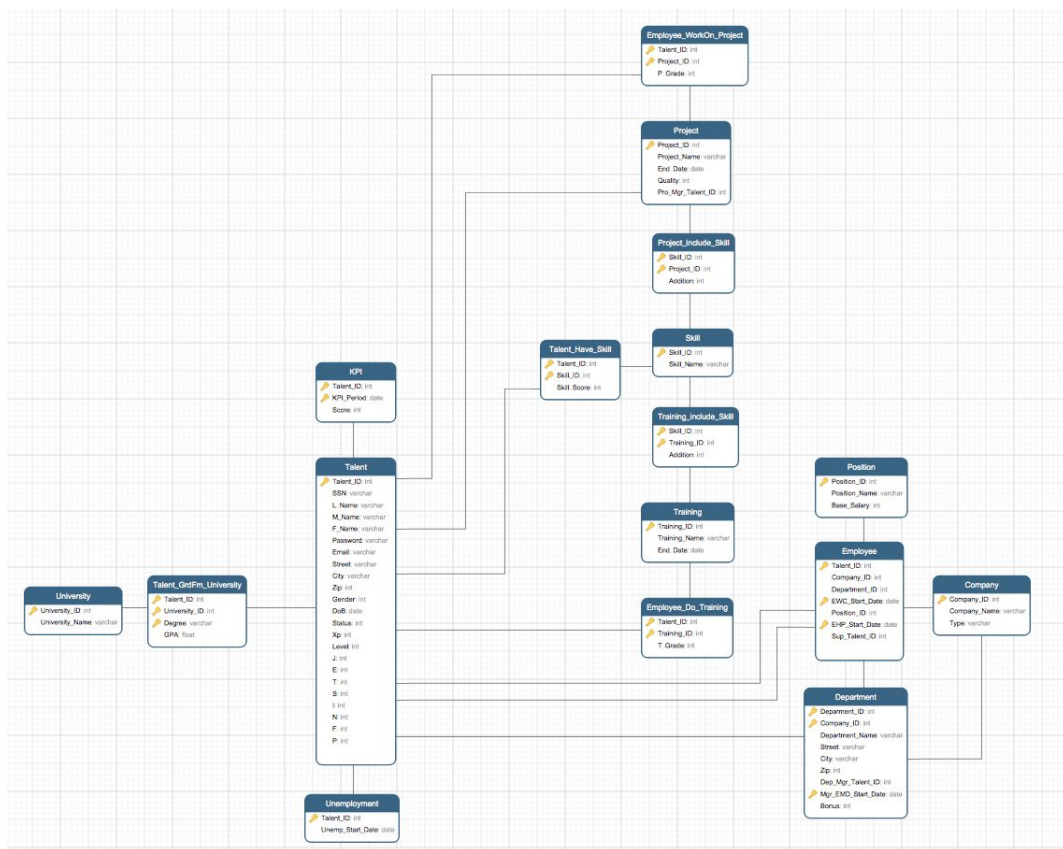 Employee_WorkOn_Project
Talent_ID: int
Project_ID: int
P_Grade: int
Project
Project_ID: int
Project_Name: varchar
End_Date: date
Quality: int
Pro_Mgr_Talent_ID: int
Project_include_Skill
Skill_ID: int
Project_ID: int
Addition: int
Skill
Skill_ID: int
Skill_Name: varchar
Talent_Have_Skill
Talent_ID: int
Skill_ID: int
Skill_Score: int
KPI
Talent_ID: int
KPI_Period: date
Score: int
Training_include_Skill
Skill_ID: int
Training_ID: int
Addition: int
Talent
Talent_ID: int
SSN: varchar
L_Name: varchar
M_Name: varchar
F_Name: varchar
Password: varchar
Email: varchar
Street: varchar
City: varchar
Zip: int
Gender: int
DoB: date
Status: int
Xp: int
Level: int
J: int
E: int
T: int
S: int
I: int
N: int
F: int
P: int
Position
Position_ID: int
Position_Name: varchar
Base_Salary: int
Training
Training_ID: int
Training_Name: varchar
End_Date: date
Employee
Talent_ID: int
Company_ID: int
Department_ID: int
EWC_Start_Date: date
Position_ID: int
EHP_Start_Date: date
Sup_Talent_ID: int
Company
Company_ID: int
Company_Name: varchar
Type: varchar
University
University_ID: int
University_Name: varchar
Talent_GrdFm_University
Talent_ID: int
University_ID: int
Degree: varchar
GPA: float
Employee_Do_Training
Talent_ID: int
Training_ID: int
T_Grade: int
Department
Deparment_ID: int
Company_ID: int
Department_Name: varchar
Street: varchar
City: varchar
Zip: int
Dep_Mgr_Talent_ID: int
Mgr_EMD_Start_Date: date
Bonus: int
Unemployment
Talent_ID: int
Unemp_Start_Date: date